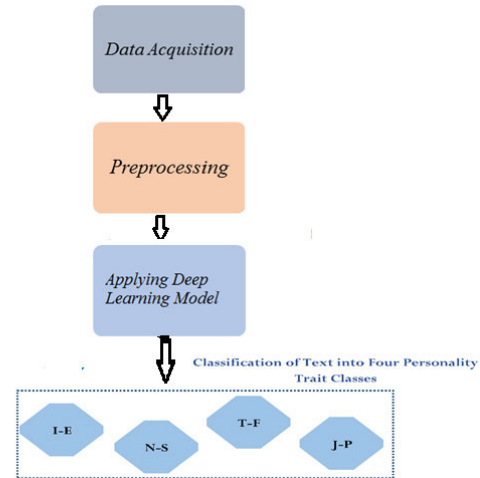 Data Acquisition
Preprocessing
Applying Deep
Learning Model
Classification of Text into Four Personality
Trait Classes
I-E
N-S
T-F
J-P